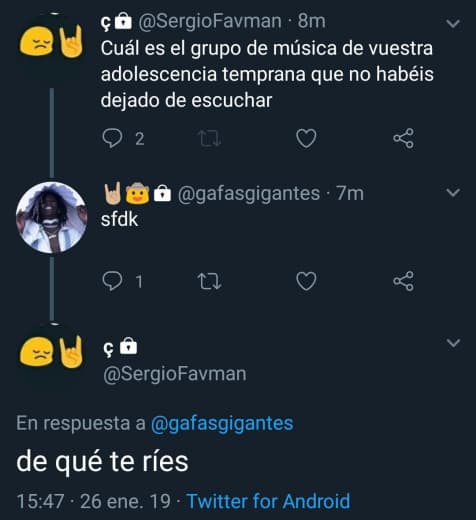 ç @SergioFavman · 8m
Cuál es el grupo de música de vuestra
adolescencia temprana que no habéis
dejado de escuchar
2
@gafasgigantes · 7m
sfdk
1
ç
@SergioFavman
En respuesta a @gafasgigantes
de qué te ríes
15:47 · 26 ene. 19 · Twitter for Android